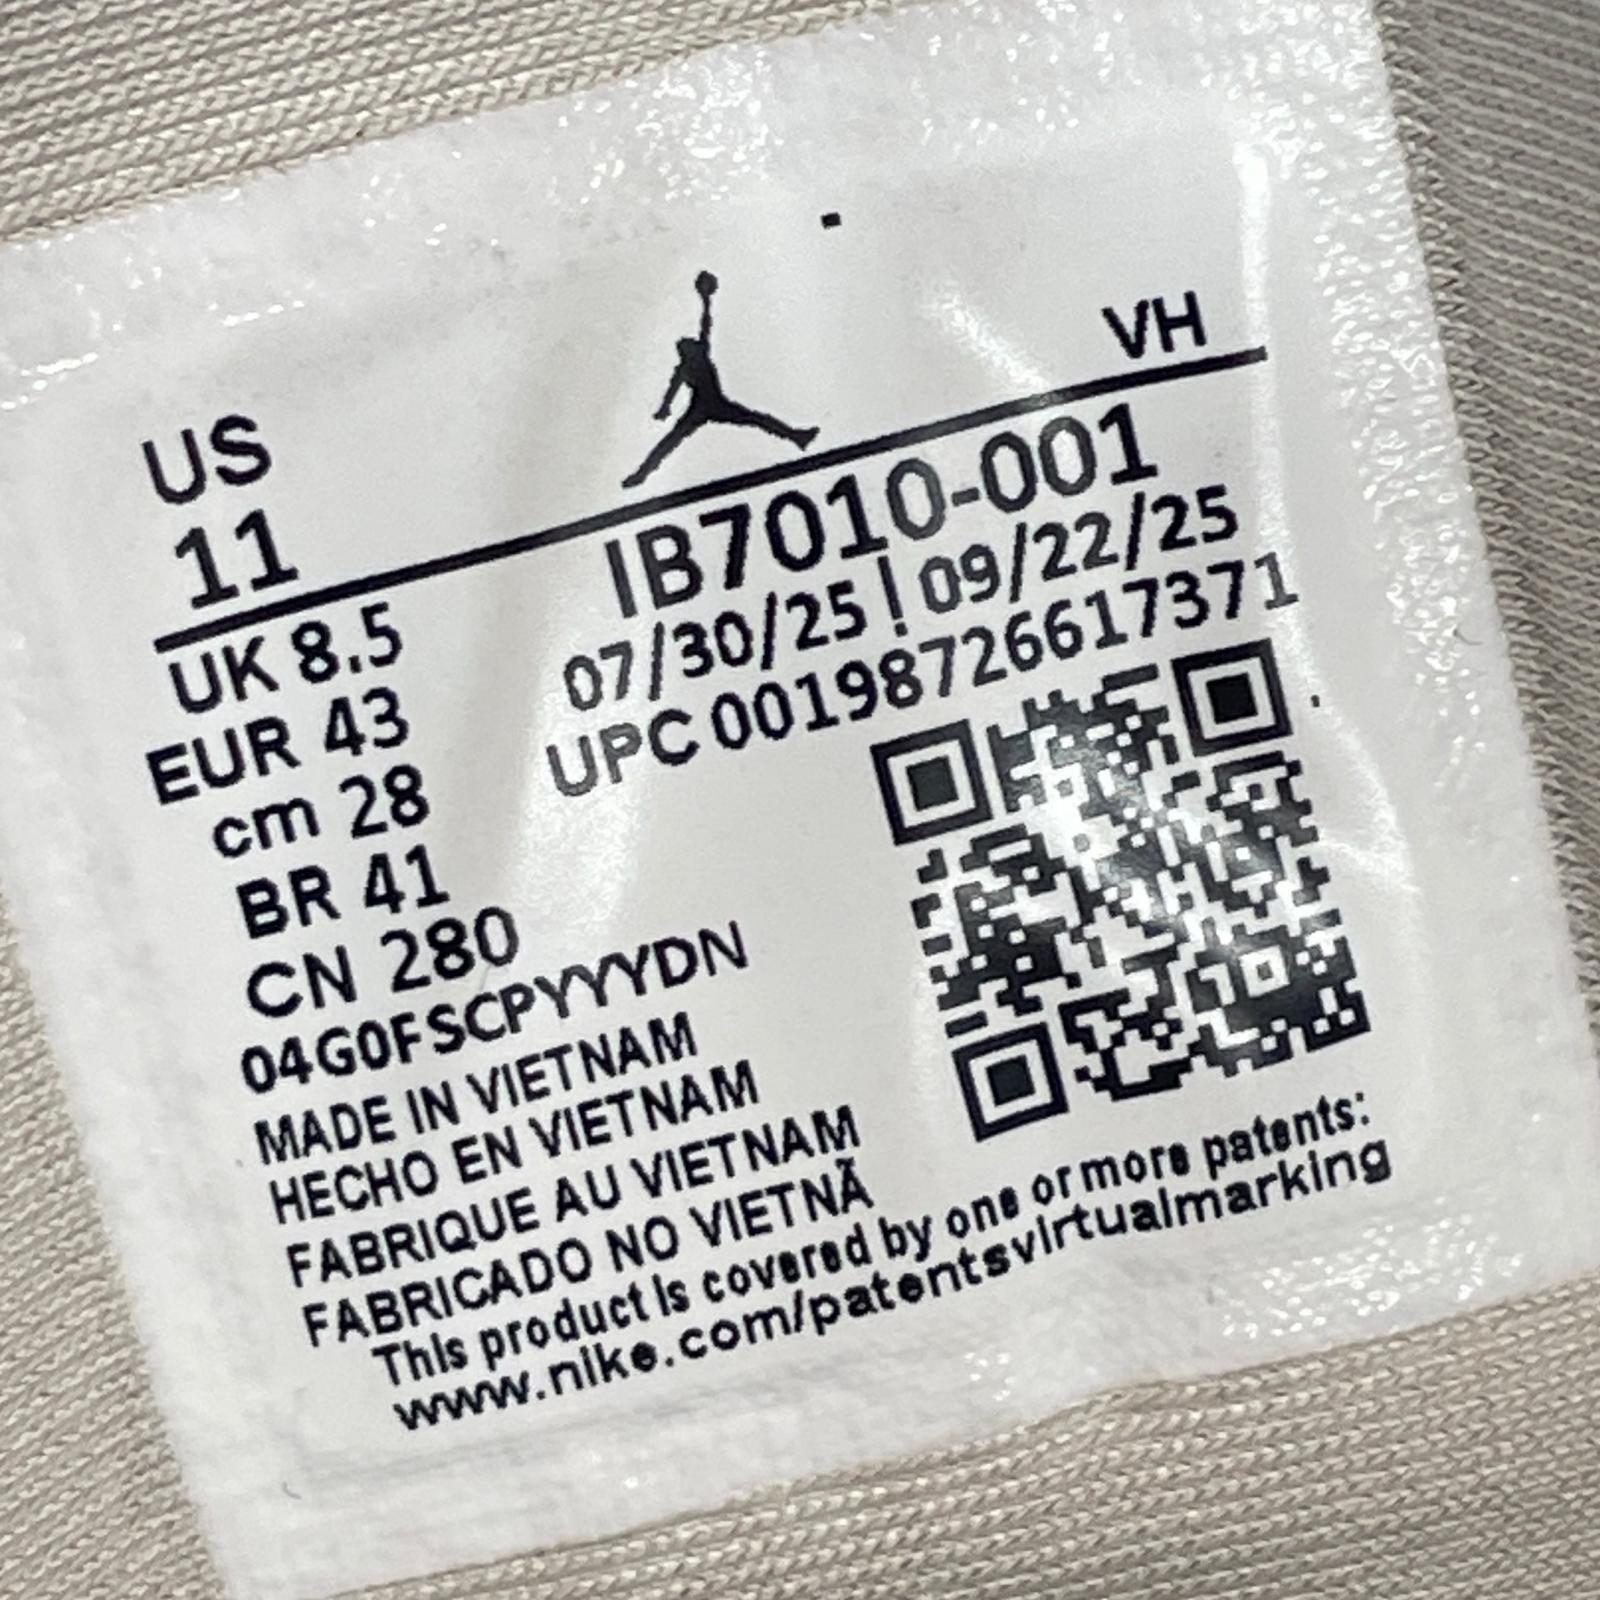 VH
US
11
IB7010-001
07/30/25 | 09/22/25
UPC 00198726617371
UK 8.5
EUR 43
cm 28
BR 41
CN 280
04G0FSCPYYYDN
MADE IN VIETNAM
HECHO EN VIETNAM
FABRIQUE AU VIETNAM
FABRICADO NO VIETNÃ
This product is covered by one or more patents:
www.nike.com/patentsvirtualmarking